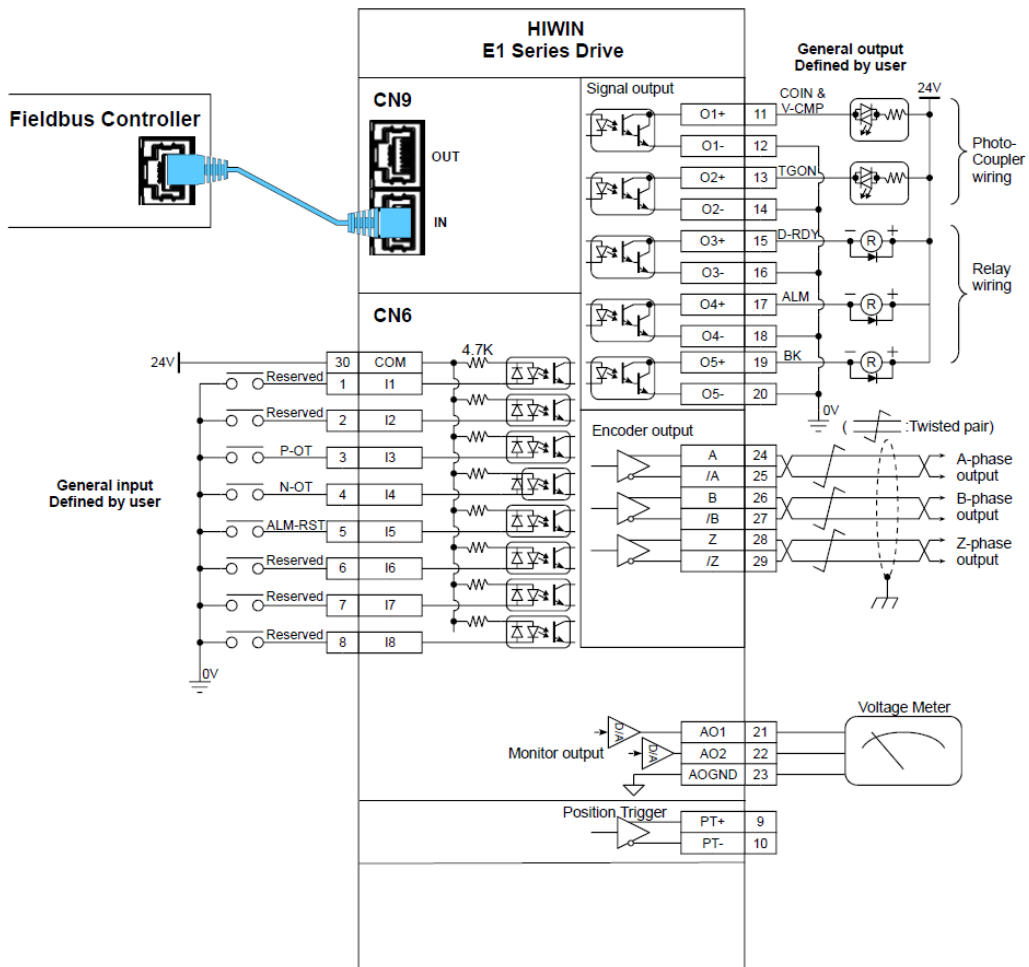 HIWIN
E1 Series Drive
General output
Defined by user
Signal output
COIN &
V-CMP
24V
CN9
Fieldbus Controller
OUT
IN
O1+ 11
O1- 12
O2+ 13 TGON
O2- 14
O3+ 15 D-RDY R
O3- 16
O4+ 17 ALM R
O4- 18
O5+ 19 BK R
O5- 20
- +
- +
- +
Photo-
Coupler
wiring
Relay
wiring
0V
( :Twisted pair)
CN6
4.7K
24V 30 COM
Reserved 1 I1
Reserved 2 I2
P-OT 3 I3
N-OT 4 I4
ALM-RST 5 I5
Reserved 6 I6
Reserved 7 I7
Reserved 8 I8
0V
General input
Defined by user
Encoder output
A 24
/A 25
B 26
/B 27
Z 28
/Z 29
A-phase
output
B-phase
output
Z-phase
output
Voltage Meter
Monitor output
D/A
D/A
AO1 21
AO2 22
AOGND 23
Position Trigger
PT+ 9
PT- 10